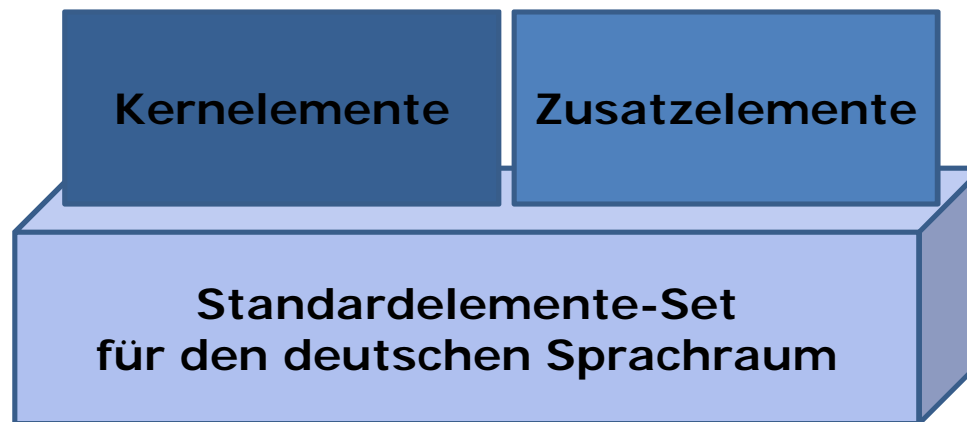 Kernelemente
Zusatzelemente
Standardelemente-Set
für den deutschen Sprachraum